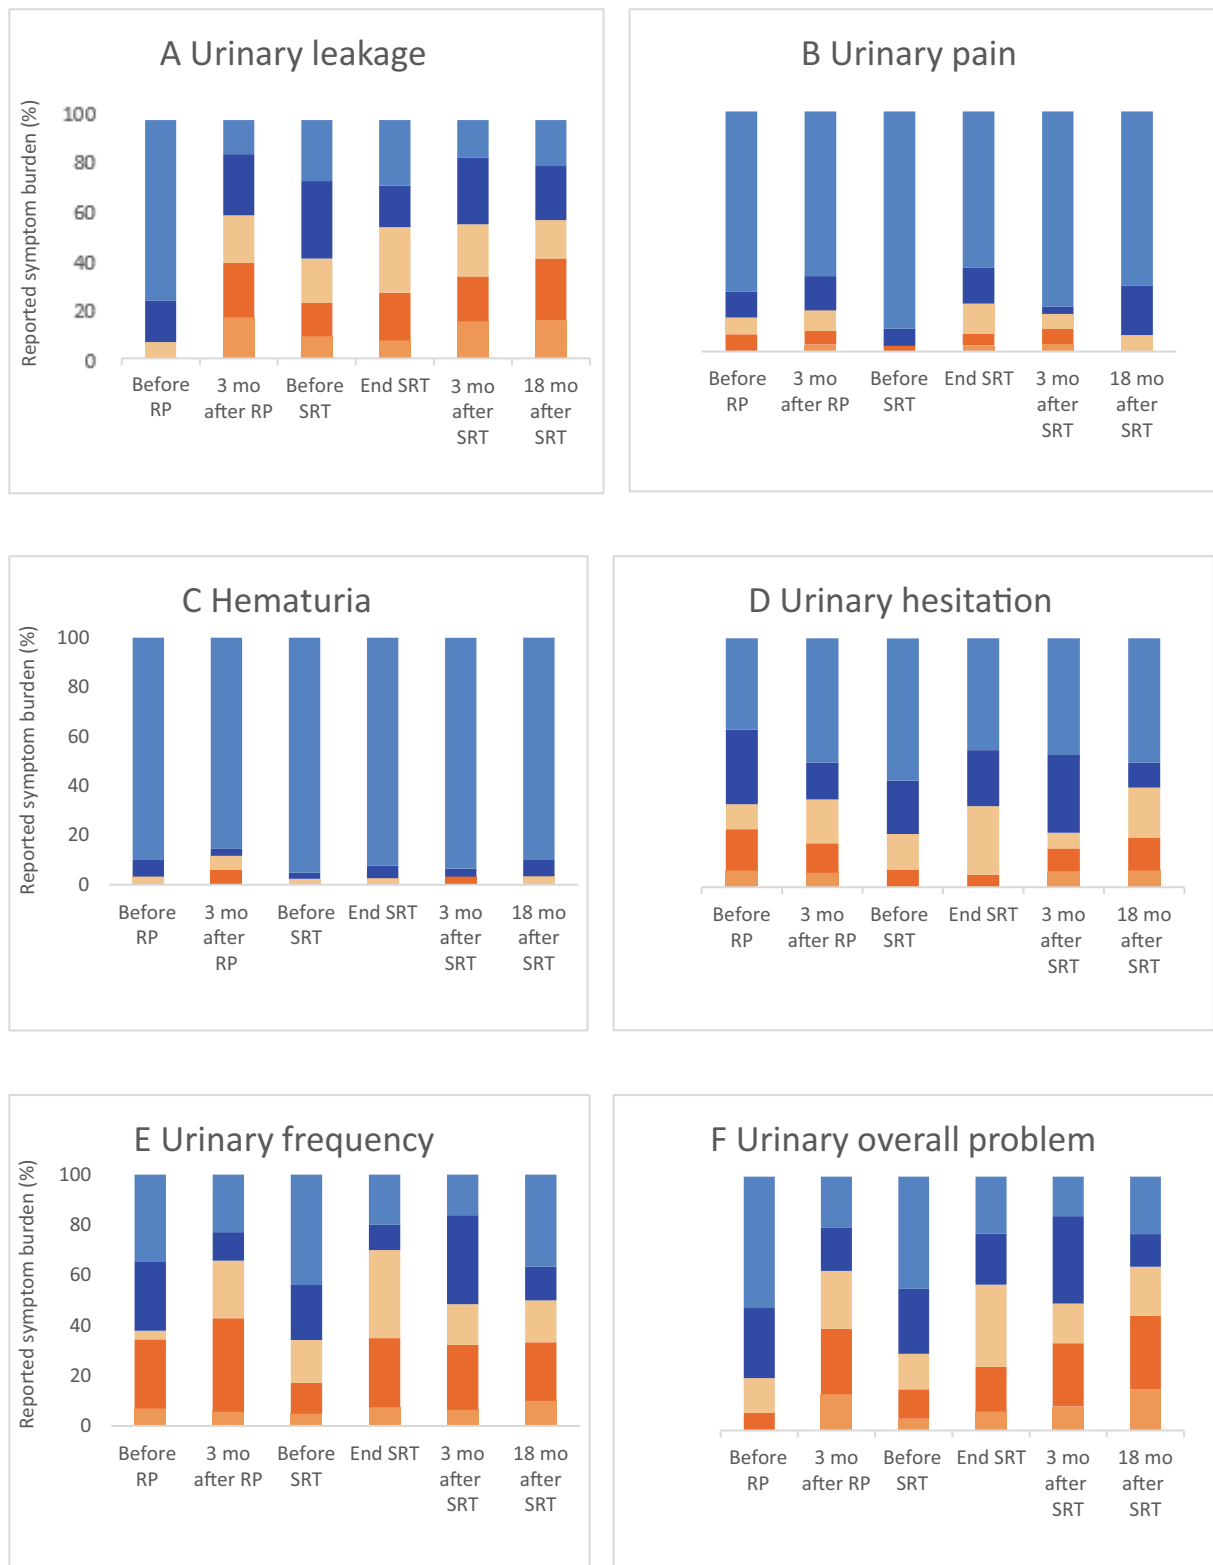 A Urinary leakage
Reported symptom burden (%)
100
80
60
40
20
0
Before
RP
3 mo
after RP
Before
SRT
End SRT
3 mo
after
SRT
18 mo
after SRT
B Urinary pain
Before
RP
3 mo
after RP
Before
SRT
End SRT
3 mo
after
SRT
18 mo
after
SRT
C Hematuria
Reported symptom burden (%)
100
80
60
40
20
0
Before
RP
3 mo
after
RP
Before
SRT
End SRT
3 mo
after
SRT
18 mo
after
SRT
D Urinary hesitation
Before
RP
3 mo
after RP
Before
SRT
End SRT
3 mo
after
SRT
18 mo
after
SRT
E Urinary frequency
Reported symptom burden (%)
100
80
60
40
20
0
Before
RP
3 mo
after RP
Before
SRT
End SRT
3 mo
after
SRT
18 mo
after
SRT
F Urinary overall problem
Before
RP
3 mo
after RP
Before
SRT
End SRT
3 mo
after
SRT
18 mo
after
SRT